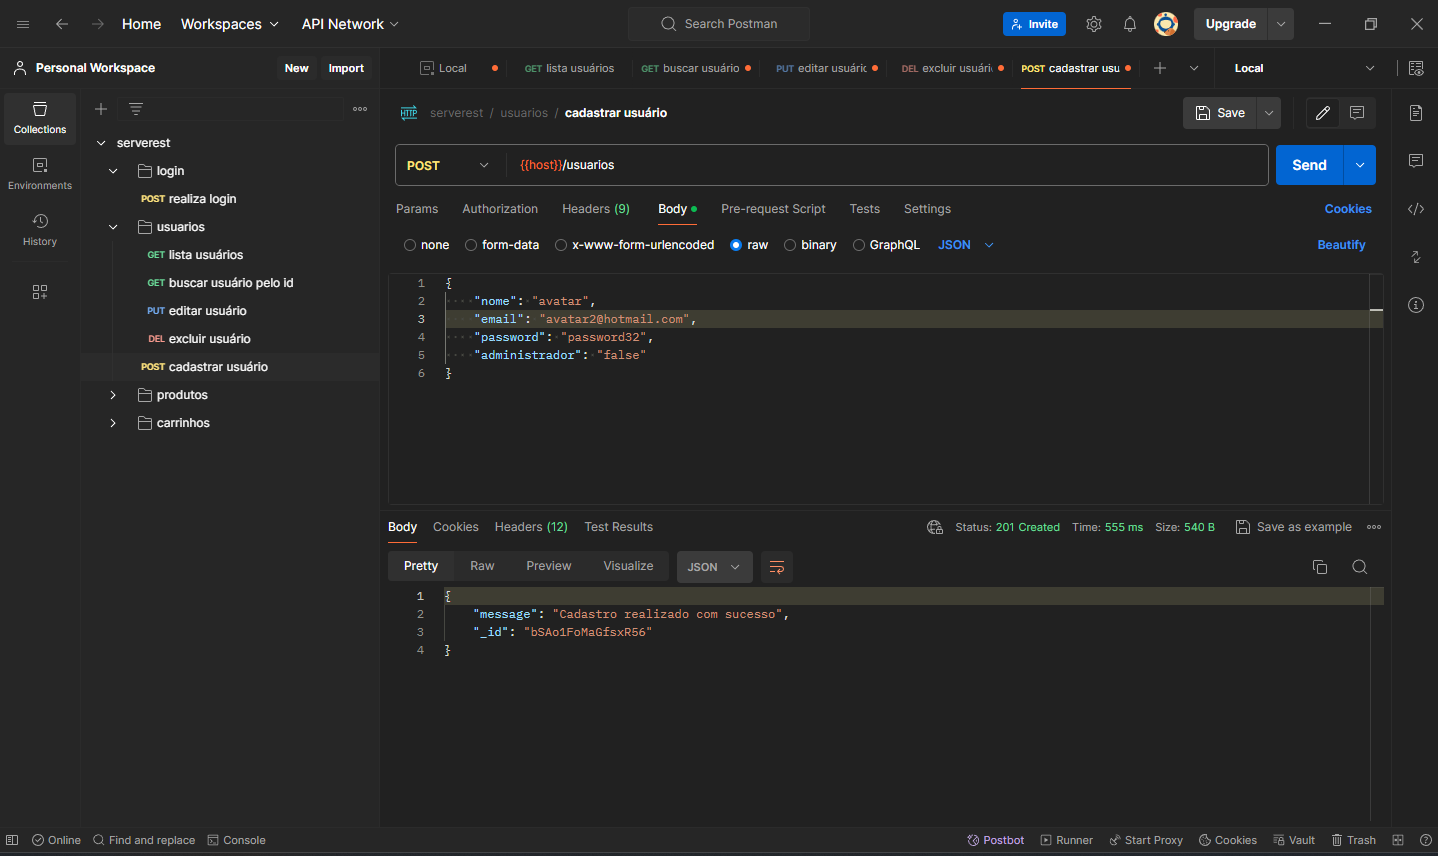 Home Workspaces API Network Search Postman Invite Upgrade
Personal Workspace New Import
Local GET lista usuários GET buscar usuário PUT editar usuári DEL excluir usuári POST cadastrar usu Local
Collections
Environments
History
serverest
login
POST realiza login
usuarios
GET lista usuários
GET buscar usuário pelo id
PUT editar usuário
DEL excluir usuário
POST cadastrar usuário
produtos
carrinhos
HTTP serverest / usuarios / cadastrar usuário Save
POST {{host}}/usuarios Send
Params Authorization Headers (9) Body Pre-request Script Tests Settings Cookies
none form-data x-www-form-urlencoded raw binary GraphQL JSON Beautify
1 {
2 "nome": "avatar",
3 "email": "avatar2@hotmail.com",
4 "password": "password32",
5 "administrador": "false"
6 }
Body Cookies Headers (12) Test Results Status: 201 Created Time: 555 ms Size: 540 B Save as example
Pretty Raw Preview Visualize JSON
1 {
2 "message": "Cadastro realizado com sucesso",
3 "_id": "bSAo1FoMaGfsxR56"
4 }
Online Find and replace Console Postbot Runner Start Proxy Cookies Vault Trash